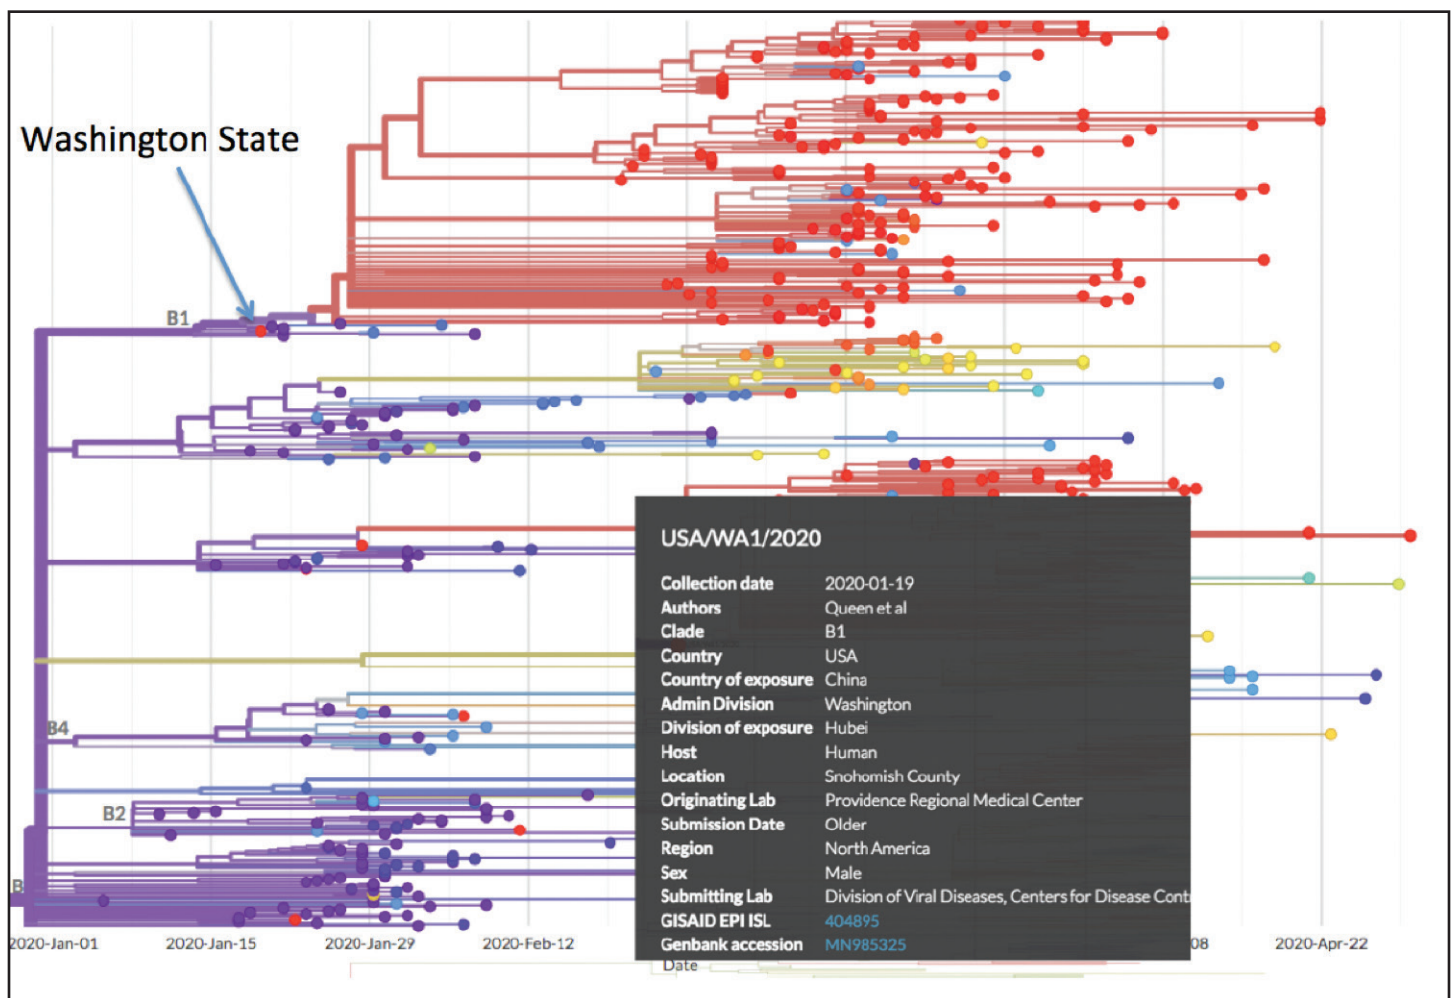 Washington State
B1
USA/WA1/2020
Collection date 2020-01-19
Authors Queen et al
Clade B1
Country USA
Country of exposure China
Admin Division Washington
Division of exposure Hubei
Host Human
Location Snohomish County
Originating Lab Providence Regional Medical Center
Submission Date Older
Region North America
Sex Male
Submitting Lab Division of Viral Diseases, Centers for Disease Cont
GISAID EPI ISL 404895
Genbank accession MN985325
B4
B2
B
2020-Jan-01 2020-Jan-15 2020-Jan-29 2020-Feb-12 08 2020-Apr-22
Date